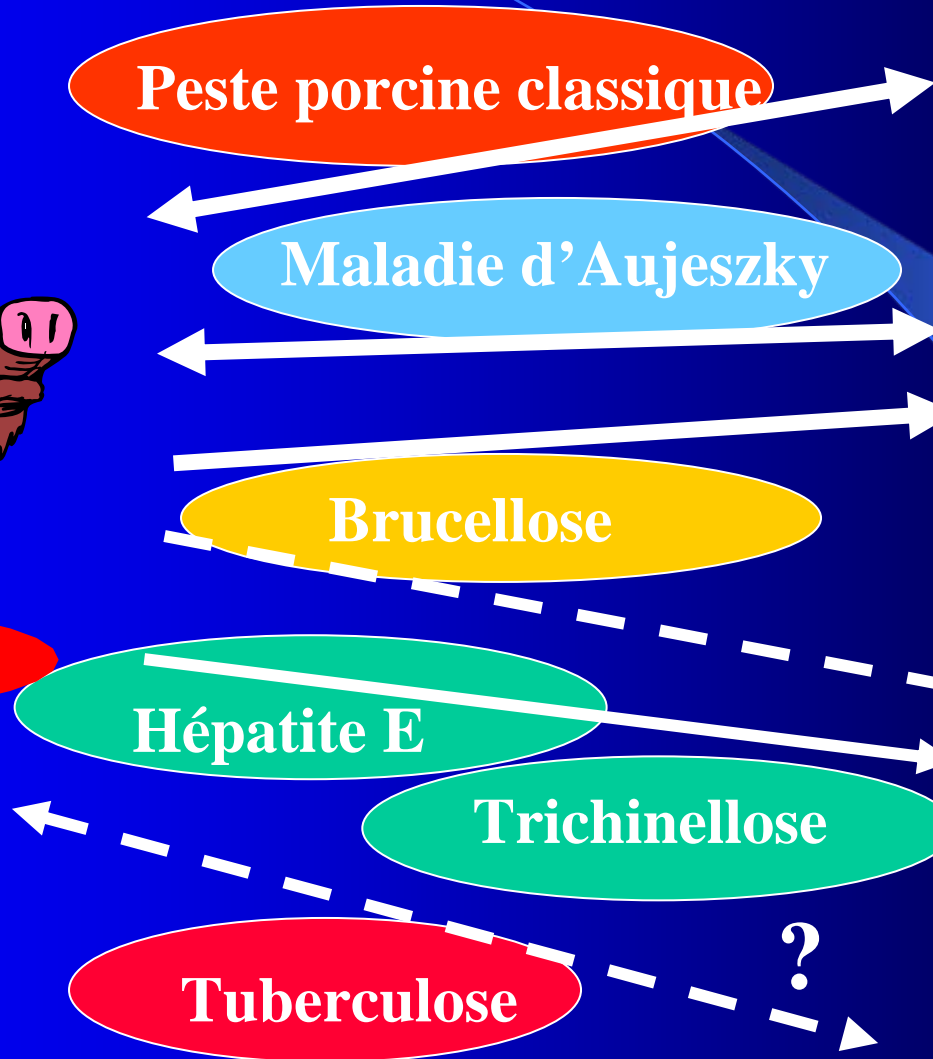 Peste porcine classique
Maladie d’Aujeszky
Brucellose
Hépatite E
Trichinellose
?
Tuberculose